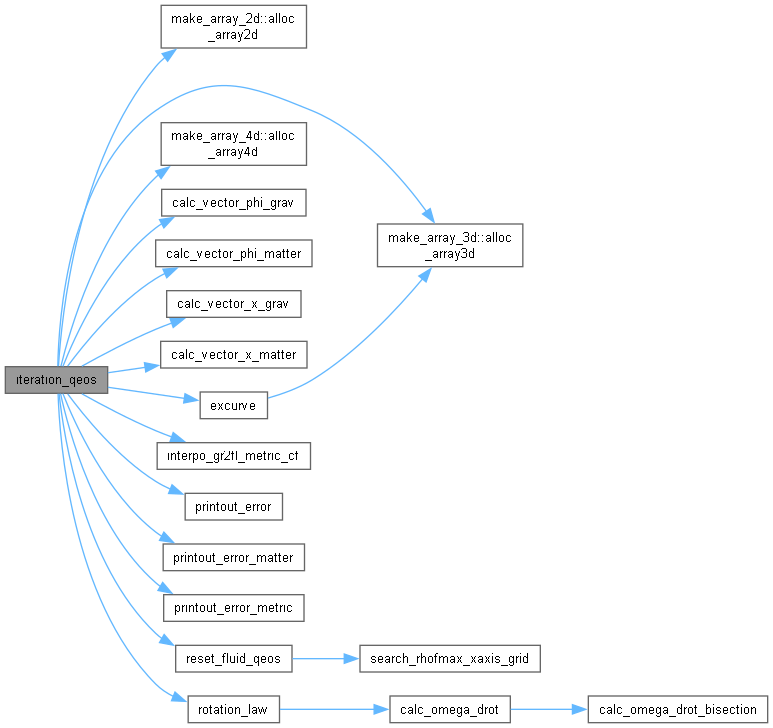 make_array_2d::alloc
_array2d
make_array_4d::alloc
_array4d
calc_vector_phi_grav
make_array_3d::alloc
_array3d
calc_vector_phi_matter
calc_vector_x_grav
calc_vector_x_matter
iteration_qeos
excurve
interpo_gr2fl_metric_cf
printout_error
printout_error_matter
printout_error_metric
reset_fluid_qeos
search_rhofmax_xaxis_grid
rotation_law
calc_omega_drot
calc_omega_drot_bisection